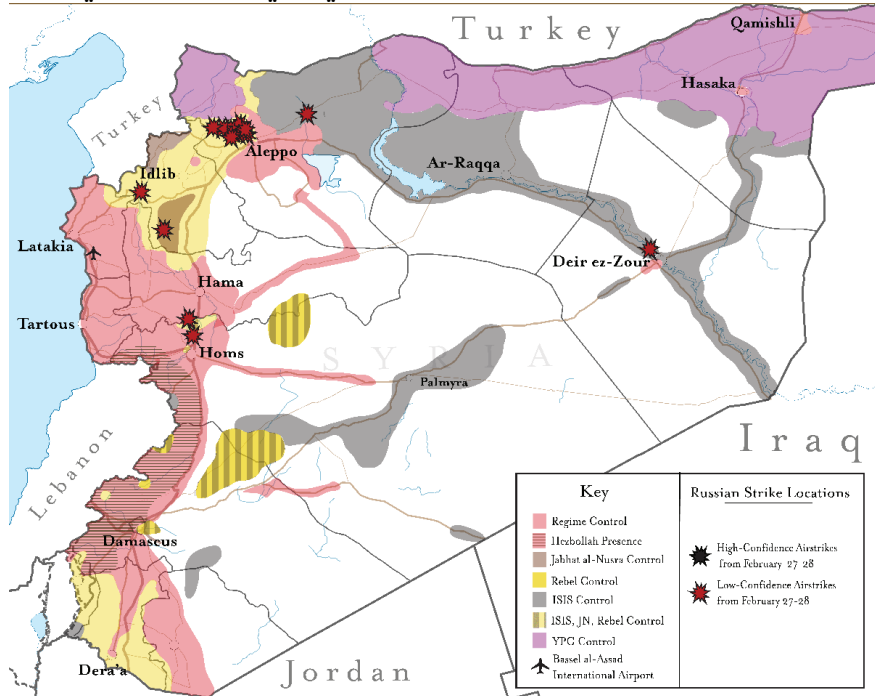 Turkey
Qamishli
Hasaka
Turkey
Aleppo
Ar-Raqqa
Idlib
Latakia
Deir ez-Zour
Hama
Tartous
Homs
SYRIA
Palmyra
Iraq
Lebanon
Damascus
Dera'a
Jordan
Key
Regime Control
Hezbollah Presence
Jabhat al-Nusra Control
Rebel Control
ISIS Control
ISIS, JN, Rebel Control
YPG Control
Bassel al-Assad
International Airport
Russian Strike Locations
High-Confidence Airstrikes
from February 27-28
Low-Confidence Airstrikes
from February 27-28